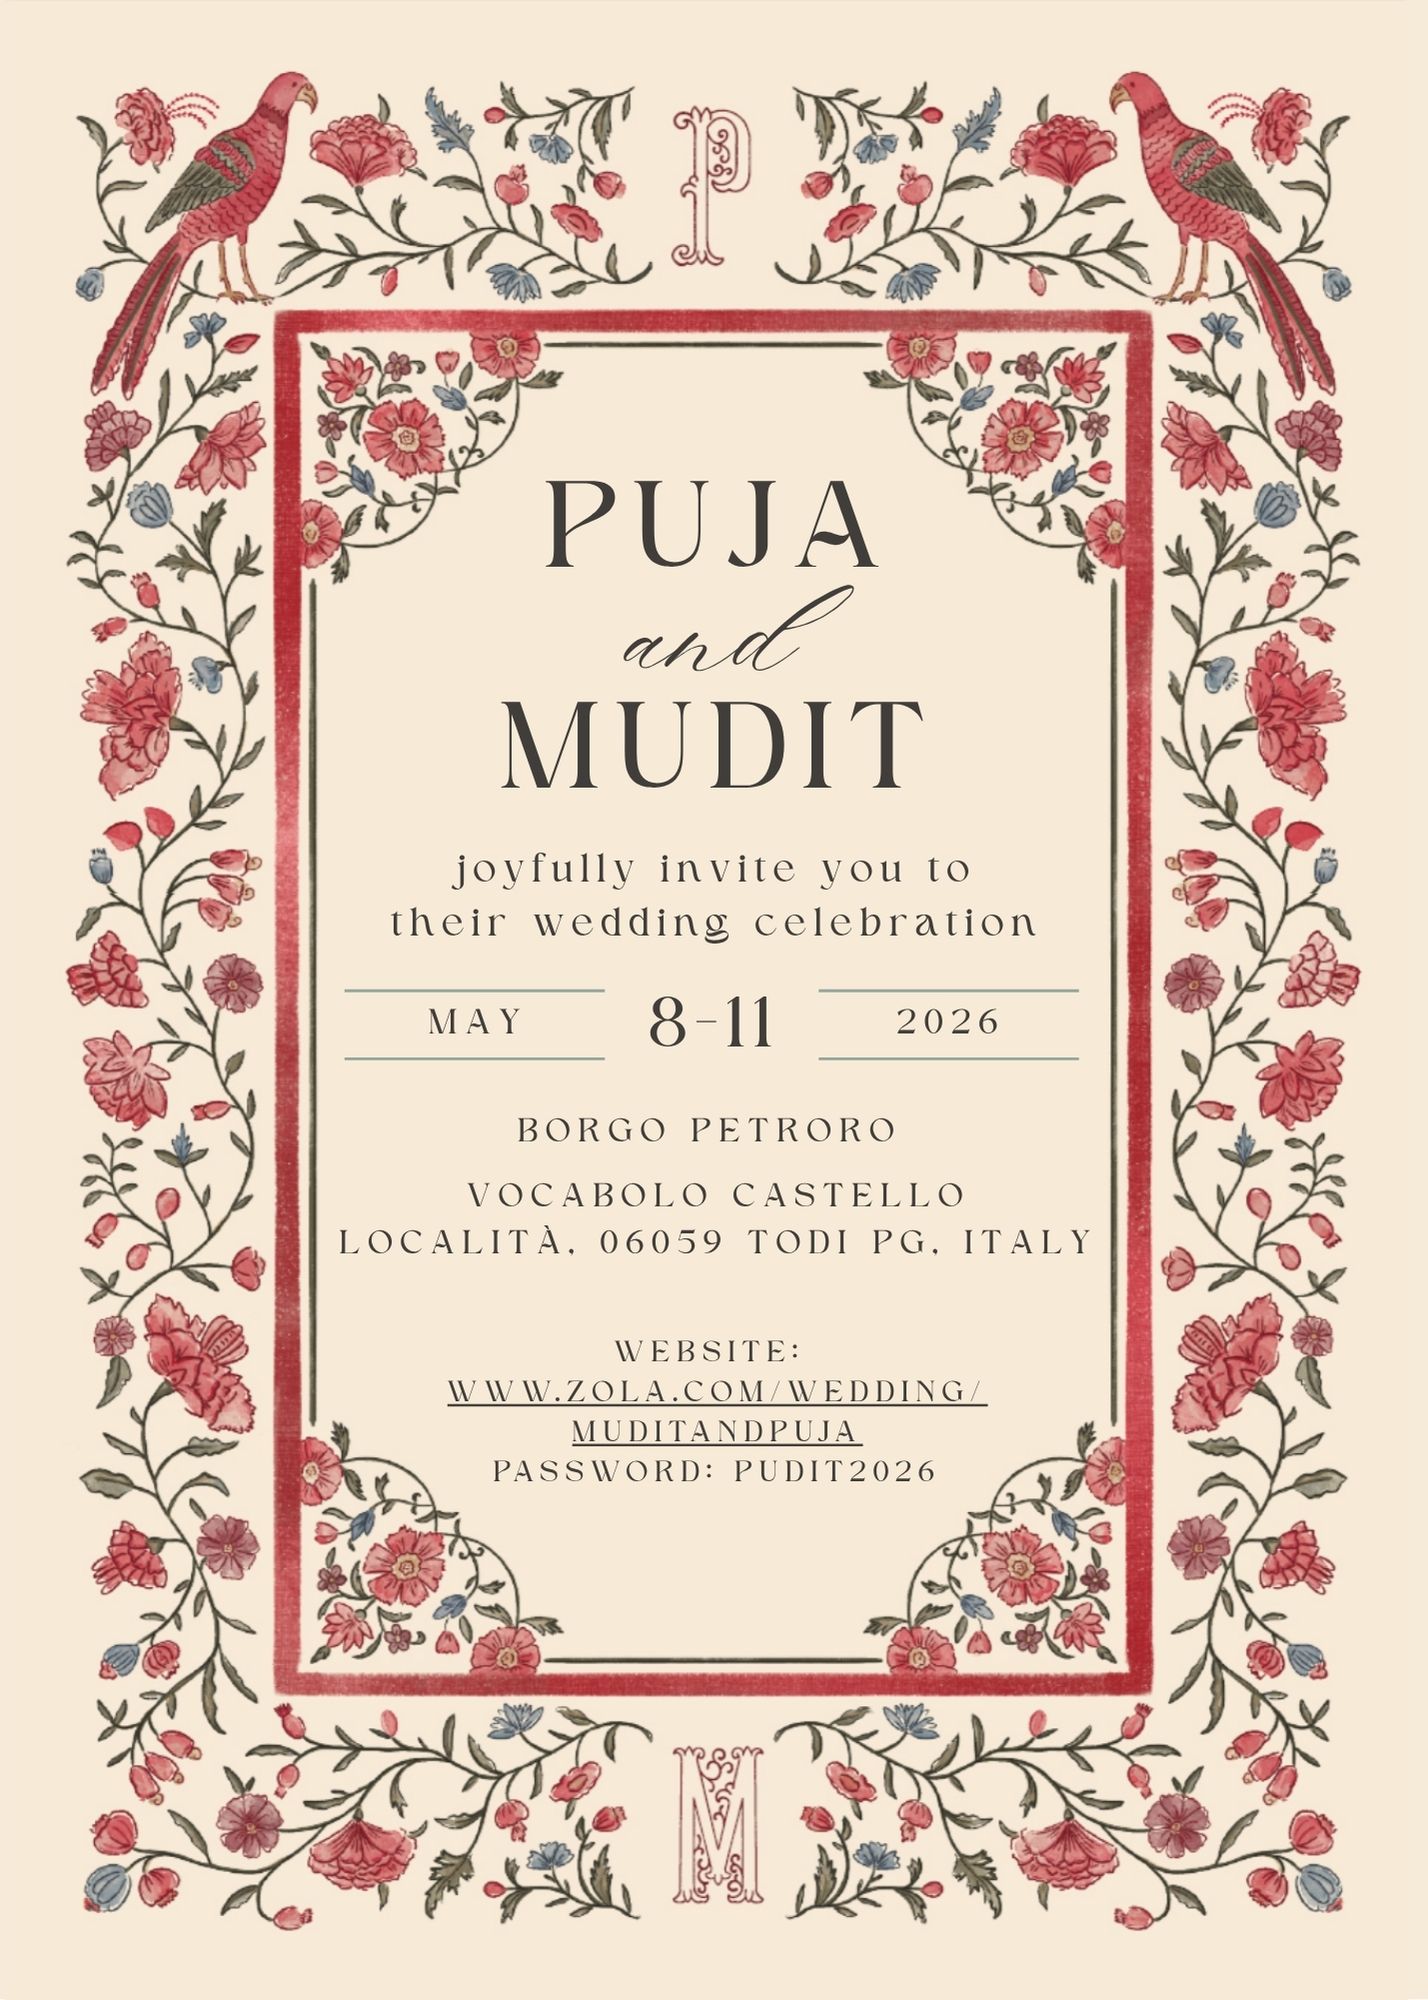 P
PUJA
and
MUDIT
joyfully invite you to
their wedding celebration
MAY 8-11 2026
BORGO PETRORO
VOCABOLO CASTELLO
LOCALITÀ, 06059 TODI PG, ITALY
WEBSITE:
WWW.ZOLA.COM/WEDDING/
MUDITANDPUJA
PASSWORD: PUDIT2026
M